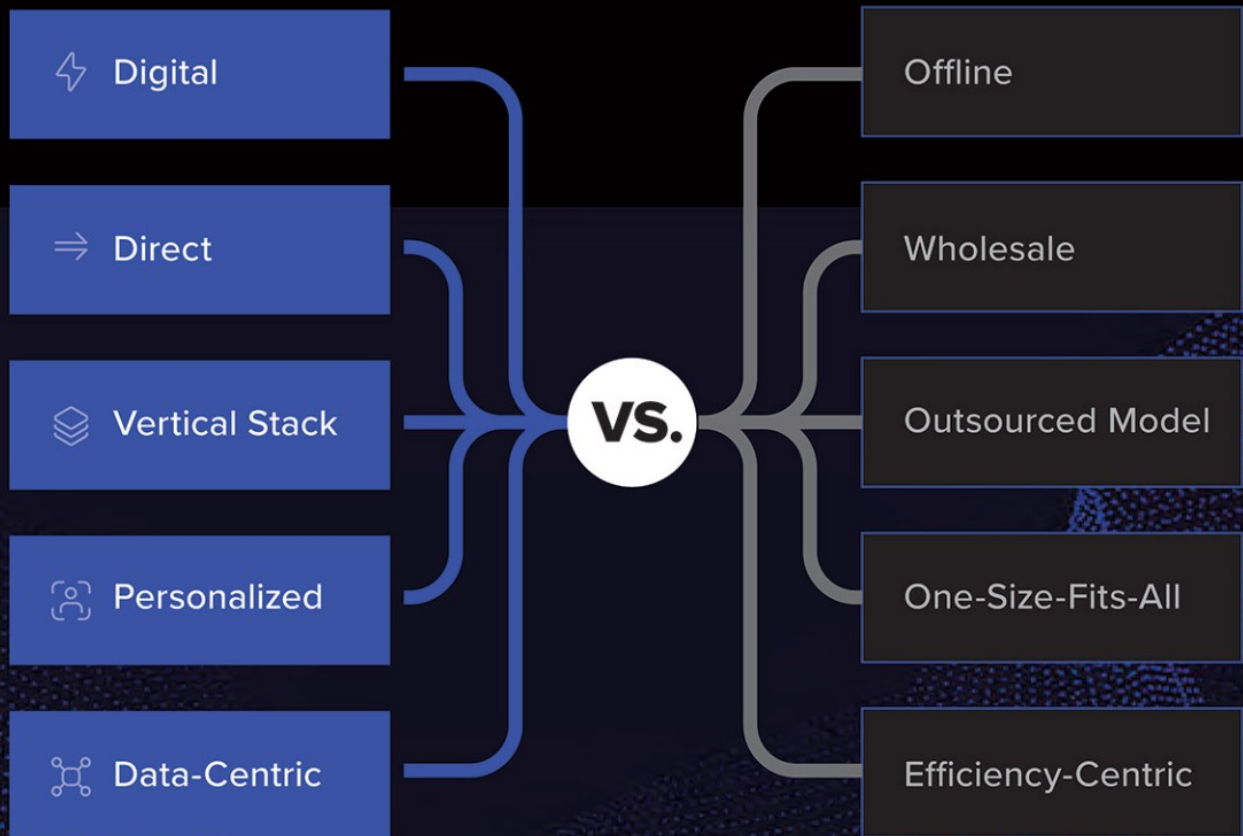 Digital
Direct
Vertical Stack
Personalized
Data-Centric
VS.
Offline
Wholesale
Outsourced Model
One-Size-Fits-All
Efficiency-Centric